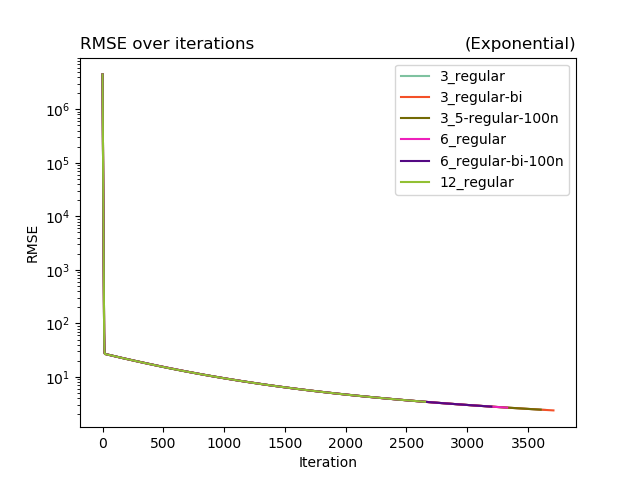 RMSE over iterations (Exponential)
3_regular
3_regular-bi
3_5-regular-100n
6_regular
6_regular-bi-100n
12_regular
10^6
10^5
10^4
10^3
10^2
10^1
RMSE
0 500 1000 1500 2000 2500 3000 3500
Iteration